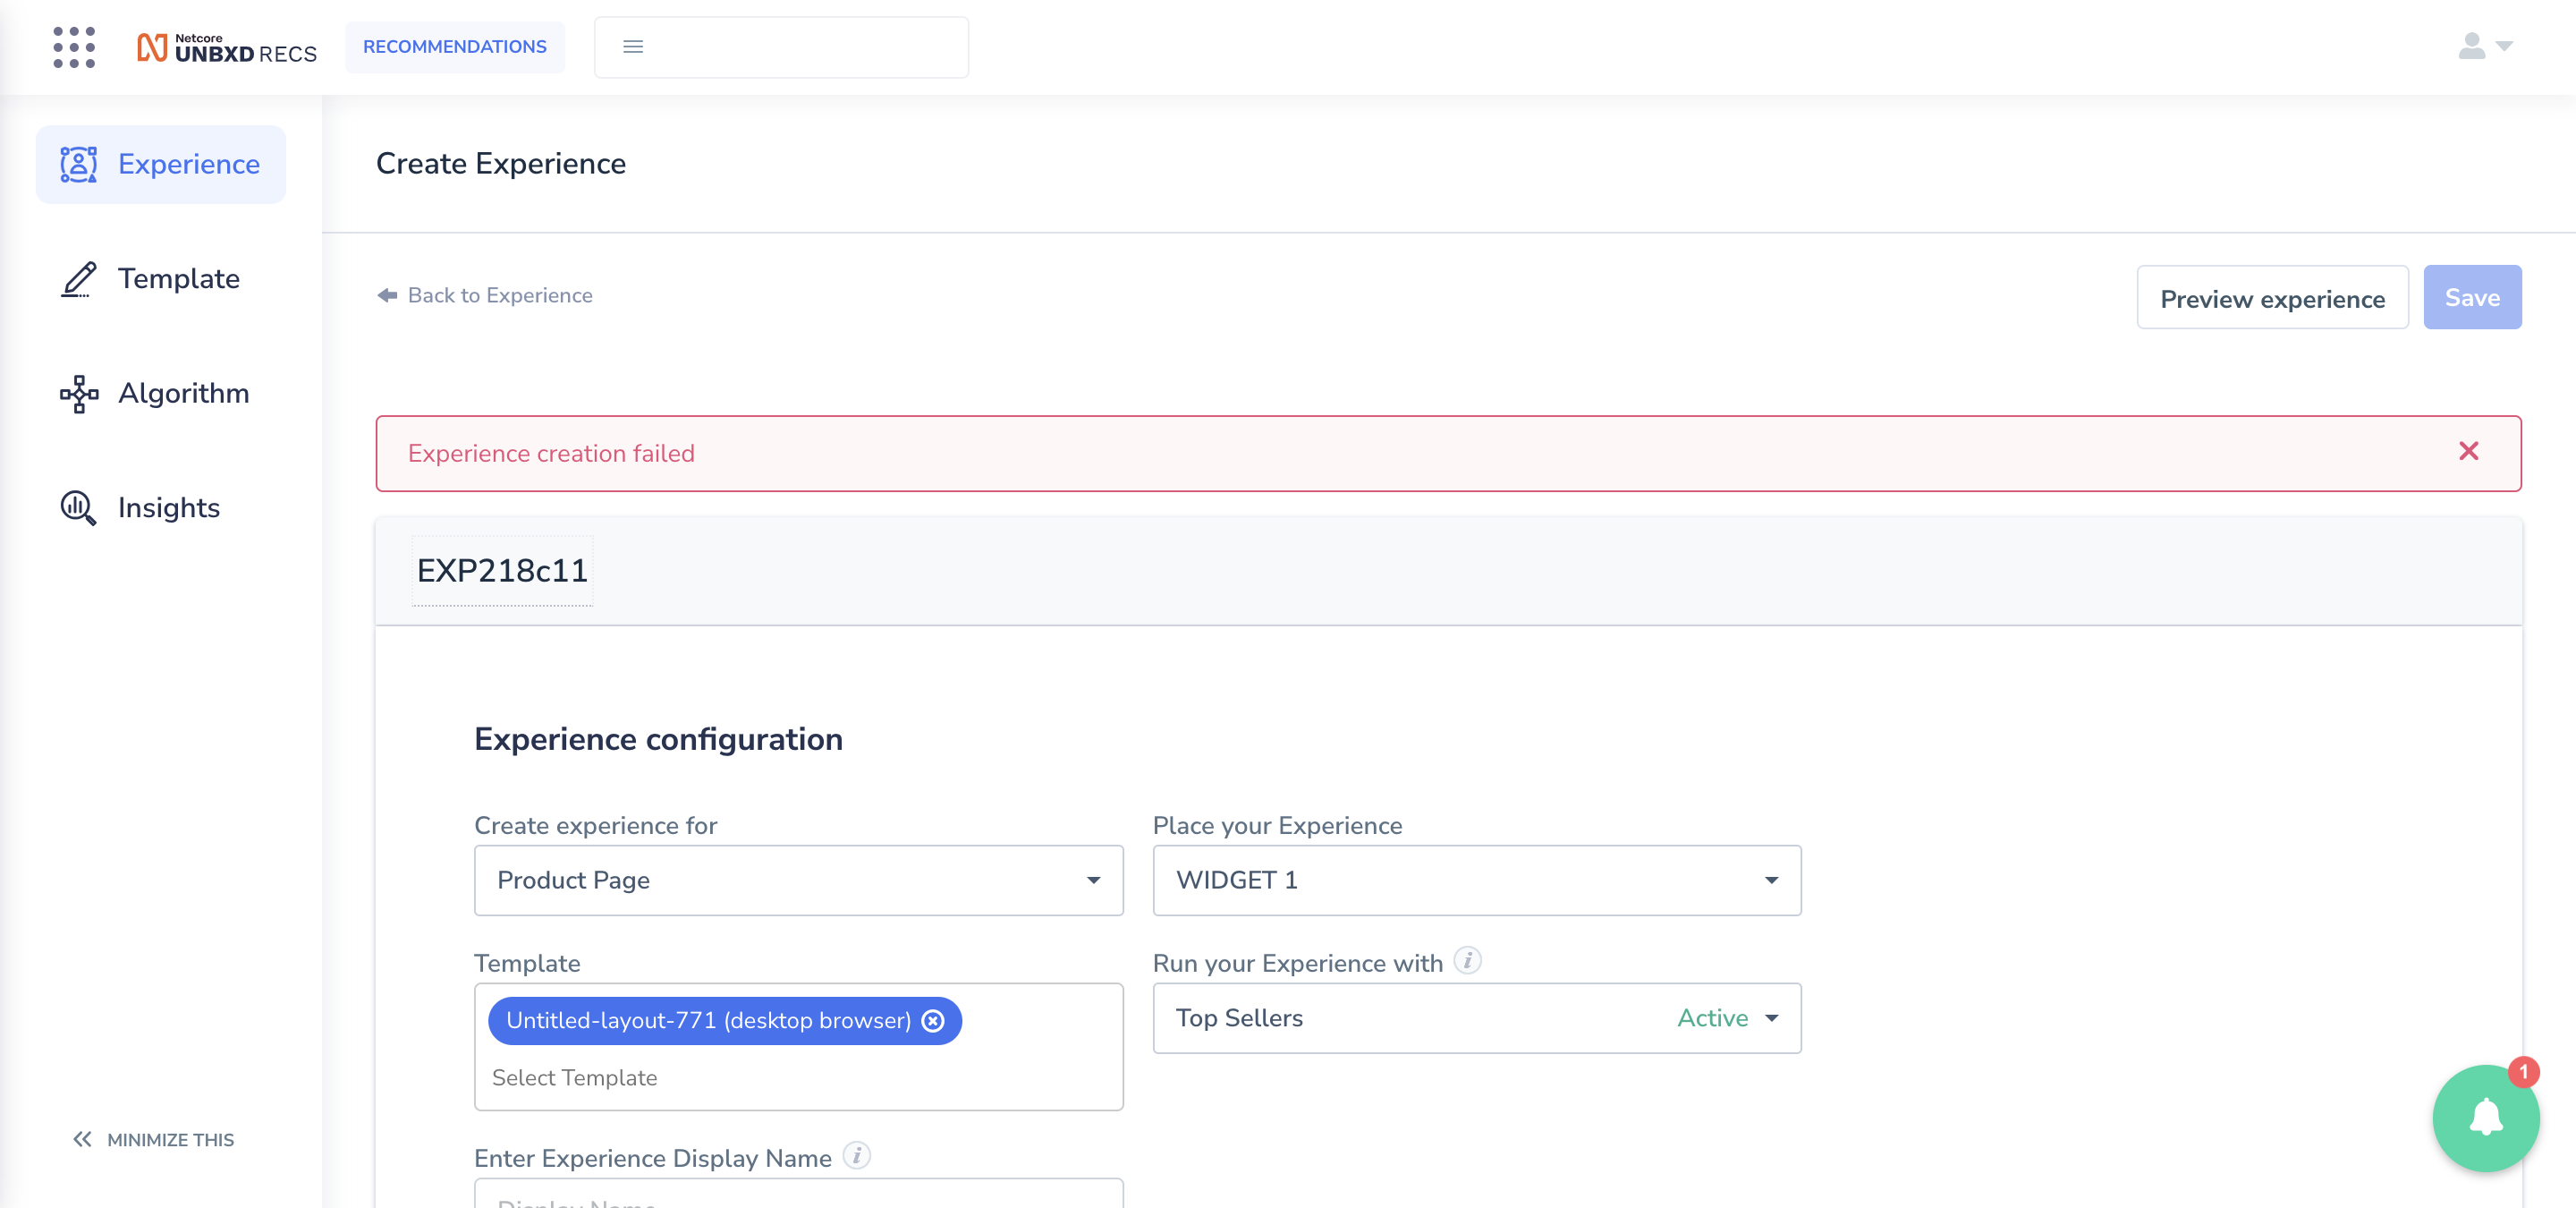 Netcore
UNBXD RECS
RECOMMENDATIONS
Experience
Template
Algorithm
Insights
MINIMIZE THIS
Create Experience
Back to Experience
Preview experience
Save
Experience creation failed
EXP218c11
Experience configuration
Create experience for
Place your Experience
Product Page
WIDGET 1
Template
Run your Experience with i
Untitled-layout-771 (desktop browser)
Top Sellers Active
Select Template
1
Enter Experience Display Name i
Display Name